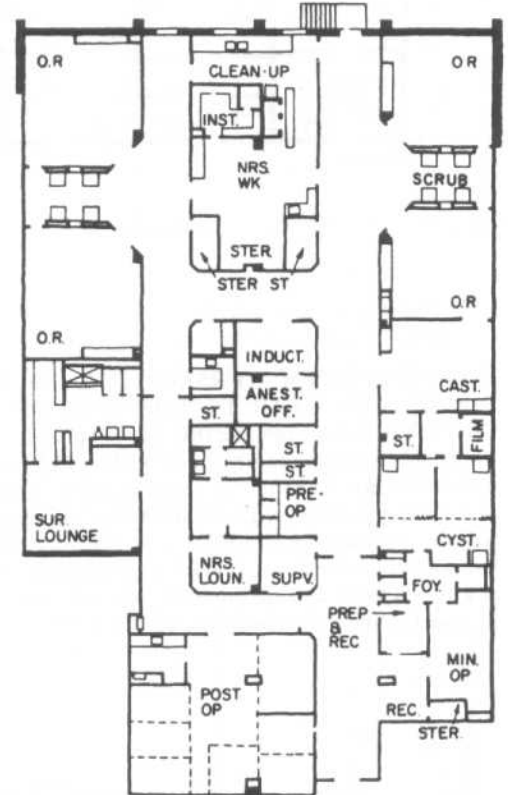 O.R
O R
CLEAN-UP
INST.
NRS.
WK
SCRUB
STER
STER ST
O.R.
O.R
INDUCT.
ANEST.
OFF.
CAST.
ST.
ST.
ST.
FILM
ST.
PRE-
OP
SUR.
LOUNGE
CYST.
NRS.
LOUN.
SUPV.
FOY.
PREP
&
REC
MIN.
OP
POST
OP
REC.
STER.